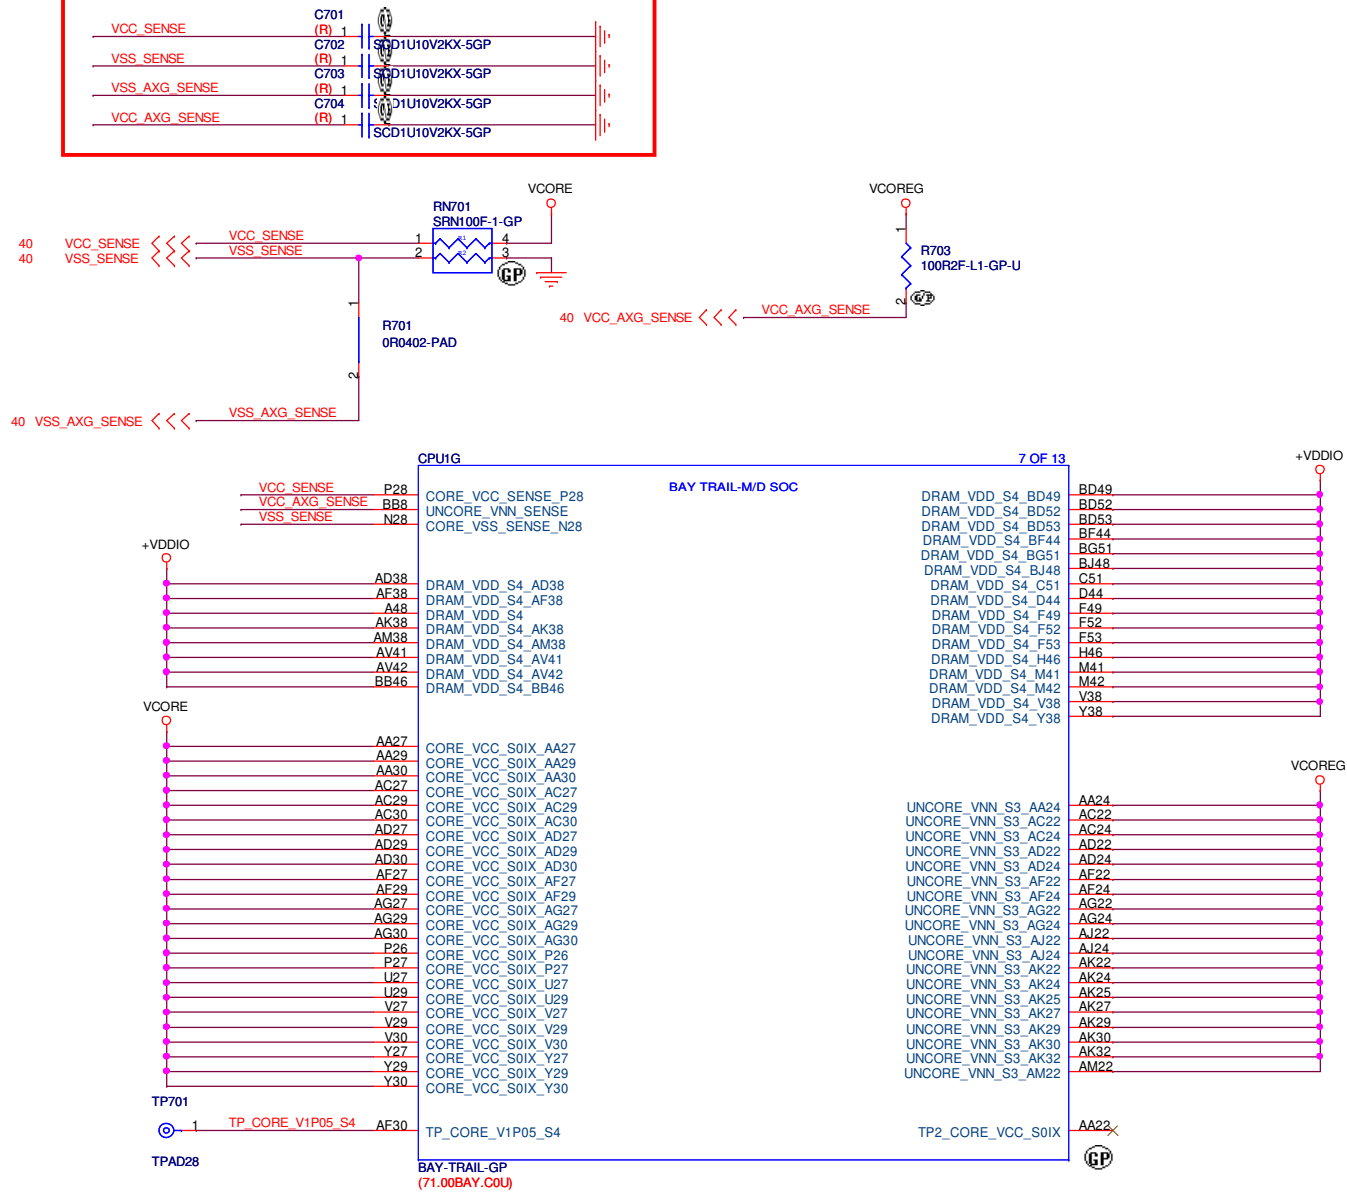 C701
VCC_SENSE (R) 1
SCD1U10V2KX-5GP
C702
VSS_SENSE (R) 1
SCD1U10V2KX-5GP
C703
VSS_AXG_SENSE (R) 1
SCD1U10V2KX-5GP
C704
VCC_AXG_SENSE (R) 1
SCD1U10V2KX-5GP
VCORE
RN701
SRN100F-1-GP
40 VCC_SENSE VCC_SENSE 1 4
40 VSS_SENSE VSS_SENSE 2 3
GP
1
R701
0R0402-PAD
2
40 VSS_AXG_SENSE VSS_AXG_SENSE
VCOREG
1
R703
100R2F-L1-GP-U
2
40 VCC_AXG_SENSE VCC_AXG_SENSE
CPU1G 7 OF 13
BAY TRAIL-M/D SOC
VCC_SENSE P28 CORE_VCC_SENSE_P28
VCC_AXG_SENSE BB8 UNCORE_VNN_SENSE
VSS_SENSE N28 CORE_VSS_SENSE_N28
+VDDIO
AD38 DRAM_VDD_S4_AD38
AF38 DRAM_VDD_S4_AF38
A48 DRAM_VDD_S4
AK38 DRAM_VDD_S4_AK38
AM38 DRAM_VDD_S4_AM38
AV41 DRAM_VDD_S4_AV41
AV42 DRAM_VDD_S4_AV42
BB46 DRAM_VDD_S4_BB46
VCORE
AA27 CORE_VCC_S0IX_AA27
AA29 CORE_VCC_S0IX_AA29
AA30 CORE_VCC_S0IX_AA30
AC27 CORE_VCC_S0IX_AC27
AC29 CORE_VCC_S0IX_AC29
AC30 CORE_VCC_S0IX_AC30
AD27 CORE_VCC_S0IX_AD27
AD29 CORE_VCC_S0IX_AD29
AD30 CORE_VCC_S0IX_AD30
AF27 CORE_VCC_S0IX_AF27
AF29 CORE_VCC_S0IX_AF29
AG27 CORE_VCC_S0IX_AG27
AG29 CORE_VCC_S0IX_AG29
AG30 CORE_VCC_S0IX_AG30
P26 CORE_VCC_S0IX_P26
P27 CORE_VCC_S0IX_P27
U27 CORE_VCC_S0IX_U27
U29 CORE_VCC_S0IX_U29
V27 CORE_VCC_S0IX_V27
V29 CORE_VCC_S0IX_V29
V30 CORE_VCC_S0IX_V30
Y27 CORE_VCC_S0IX_Y27
Y29 CORE_VCC_S0IX_Y29
Y30 CORE_VCC_S0IX_Y30
TP701
1 TP_CORE_V1P05_S4 AF30 TP_CORE_V1P05_S4
TPAD28
+VDDIO
DRAM_VDD_S4_BD49 BD49
DRAM_VDD_S4_BD52 BD52
DRAM_VDD_S4_BD53 BD53
DRAM_VDD_S4_BF44 BF44
DRAM_VDD_S4_BG51 BG51
DRAM_VDD_S4_BJ48 BJ48
DRAM_VDD_S4_C51 C51
DRAM_VDD_S4_D44 D44
DRAM_VDD_S4_F49 F49
DRAM_VDD_S4_F52 F52
DRAM_VDD_S4_F53 F53
DRAM_VDD_S4_H46 H46
DRAM_VDD_S4_M41 M41
DRAM_VDD_S4_M42 M42
DRAM_VDD_S4_V38 V38
DRAM_VDD_S4_Y38 Y38
VCOREG
UNCORE_VNN_S3_AA24 AA24
UNCORE_VNN_S3_AC22 AC22
UNCORE_VNN_S3_AC24 AC24
UNCORE_VNN_S3_AD22 AD22
UNCORE_VNN_S3_AD24 AD24
UNCORE_VNN_S3_AF22 AF22
UNCORE_VNN_S3_AF24 AF24
UNCORE_VNN_S3_AG22 AG22
UNCORE_VNN_S3_AG24 AG24
UNCORE_VNN_S3_AJ22 AJ22
UNCORE_VNN_S3_AJ24 AJ24
UNCORE_VNN_S3_AK22 AK22
UNCORE_VNN_S3_AK24 AK24
UNCORE_VNN_S3_AK25 AK25
UNCORE_VNN_S3_AK27 AK27
UNCORE_VNN_S3_AK29 AK29
UNCORE_VNN_S3_AK30 AK30
UNCORE_VNN_S3_AK32 AK32
UNCORE_VNN_S3_AM22 AM22
TP2_CORE_VCC_S0IX AA22
GP
BAY-TRAIL-GP
(71.00BAY.C0U)